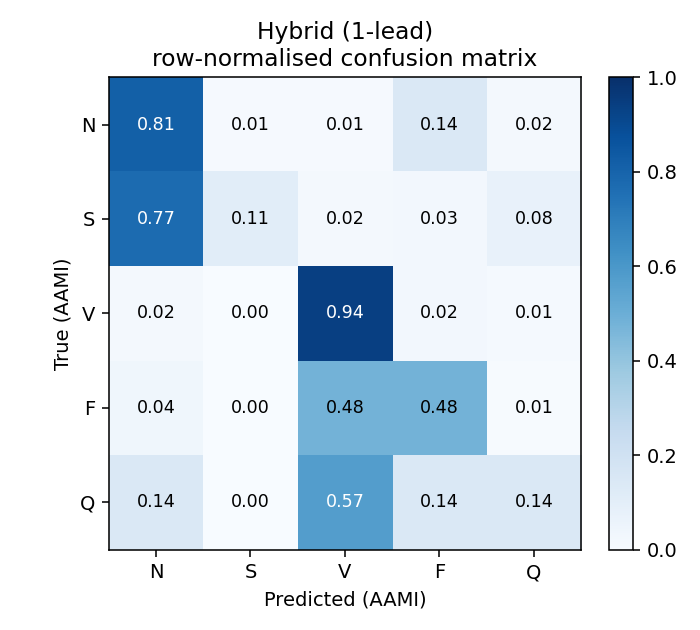 Hybrid (1-lead)
row-normalised confusion matrix
N 0.81 0.01 0.01 0.14 0.02
S 0.77 0.11 0.02 0.03 0.08
V 0.02 0.00 0.94 0.02 0.01
F 0.04 0.00 0.48 0.48 0.01
Q 0.14 0.00 0.57 0.14 0.14
N S V F Q
Predicted (AAMI)
True (AAMI)
1.0
0.8
0.6
0.4
0.2
0.0